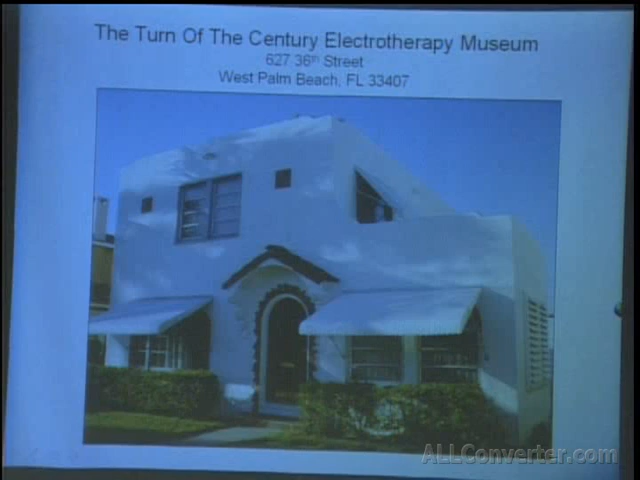 The Turn Of The Century Electrotherapy Museum
627 36th Street
West Palm Beach, FL 33407
ALLConverter.com